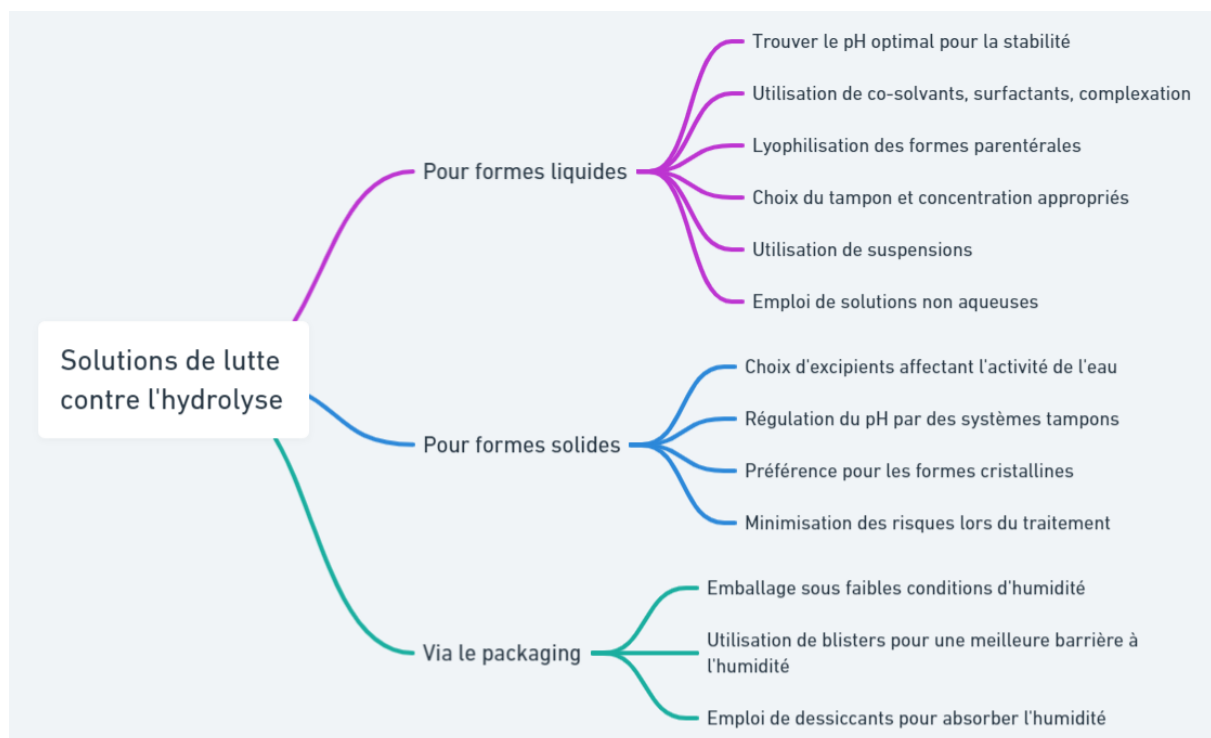 Solutions de lutte
contre l'hydrolyse
Pour formes liquides
Trouver le pH optimal pour la stabilité
Utilisation de co-solvants, surfactants, complexation
Lyophilisation des formes parentérales
Choix du tampon et concentration appropriés
Utilisation de suspensions
Emploi de solutions non aqueuses
Pour formes solides
Choix d'excipients affectant l'activité de l'eau
Régulation du pH par des systèmes tampons
Préférence pour les formes cristallines
Minimisation des risques lors du traitement
Via le packaging
Emballage sous faibles conditions d'humidité
Utilisation de blisters pour une meilleure barrière à
l'humidité
Emploi de dessiccants pour absorber l'humidité